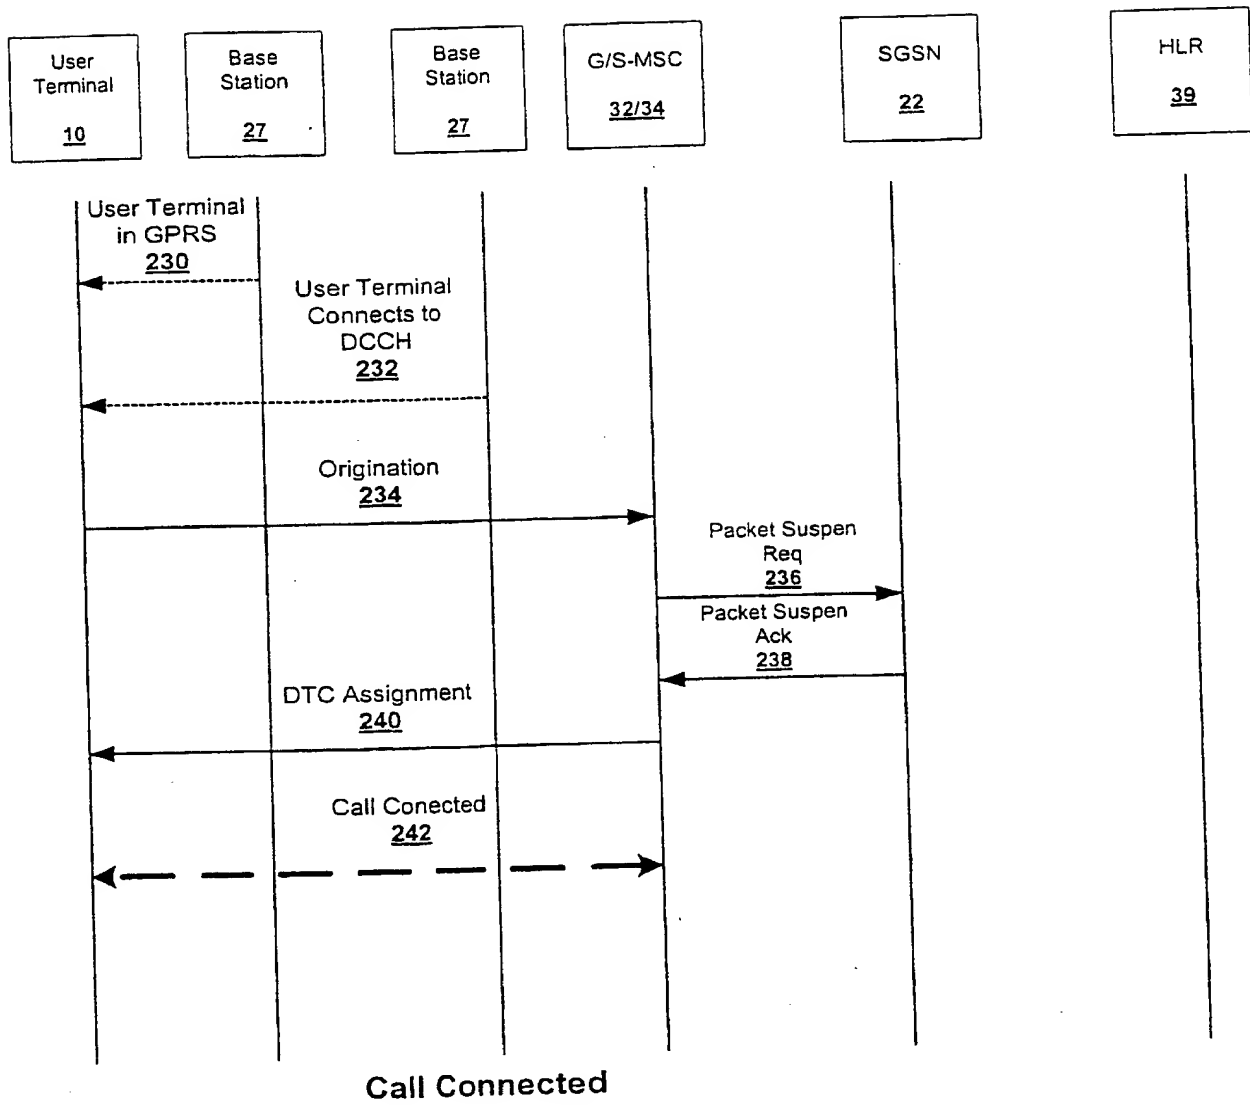 User
Terminal
10
Base
Station
27
Base
Station
27
G/S-MSC
32/34
SGSN
22
HLR
39
User Terminal
in GPRS
230
User Terminal
Connects to
DCCH
232
Origination
234
Packet Suspen
Req
236
Packet Suspen
Ack
238
DTC Assignment
240
Call Conected
242
Call Connected